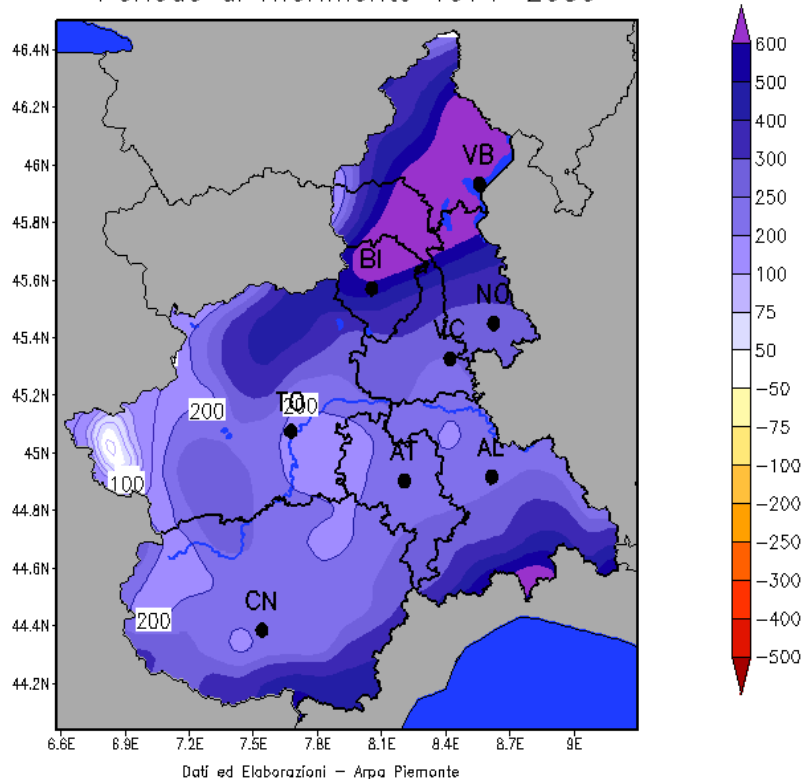 46.4N
46.2N
46N
45.8N
45.6N
45.4N
45.2N
45N
44.8N
44.6N
44.4N
44.2N
VB
BI
NO
VC
200
TO
200
AT
AL
100
CN
200
6.6E 6.9E 7.2E 7.5E 7.8E 8.1E 8.4E 8.7E 9E
600
500
400
300
250
200
100
75
50
-50
-75
-100
-200
-250
-300
-400
-500
Dati ed Elaborazioni – Arpa Piemonte